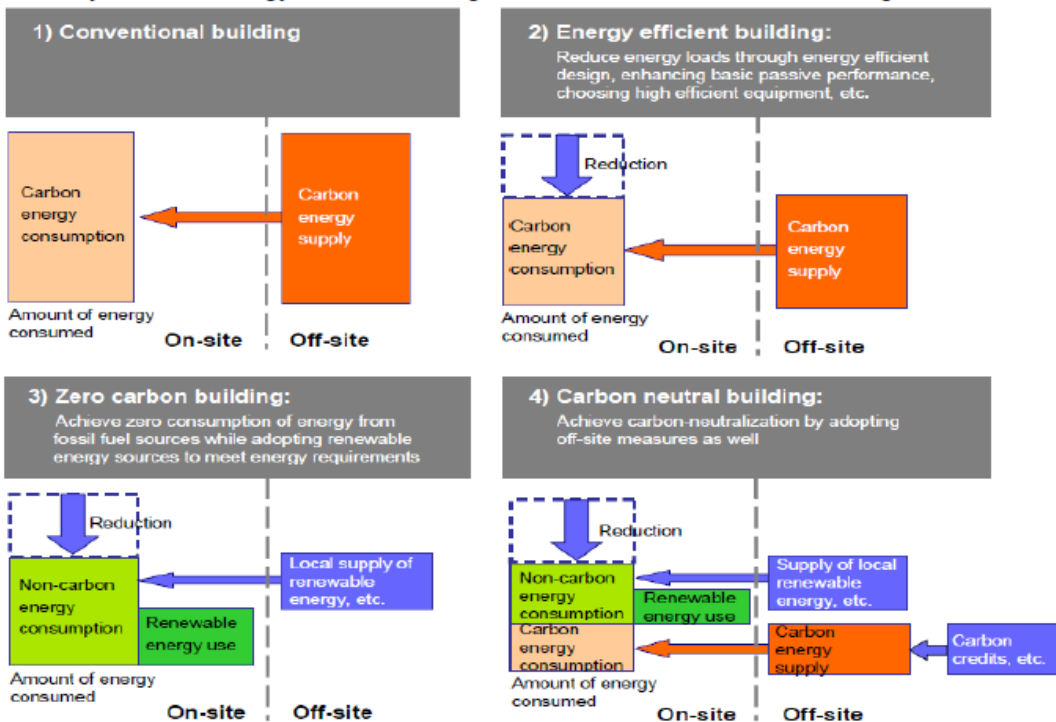 1) Conventional building
Carbon
energy
consumption
Carbon
energy
supply
Amount of energy
consumed
On-site
Off-site
2) Energy efficient building:
Reduce energy loads through energy efficient
design, enhancing basic passive performance,
choosing high efficient equipment, etc.
Reduction
Carbon
energy
consumption
Carbon
energy
supply
Amount of energy
consumed
On-site
Off-site
3) Zero carbon building:
Achieve zero consumption of energy from
fossil fuel sources while adopting renewable
energy sources to meet energy requirements
Reduction
Non-carbon
energy
consumption
Renewable
energy use
Local supply of
renewable
energy, etc.
Amount of energy
consumed
On-site
Off-site
4) Carbon neutral building:
Achieve carbon-neutralization by adopting
off-site measures as well
Reduction
Non-carbon
energy
consumption
Renewable
energy use
Supply of local
renewable
energy, etc.
Carbon
energy
consumption
Carbon
energy
supply
Carbon
credits, etc.
Amount of energy
consumed
On-site
Off-site